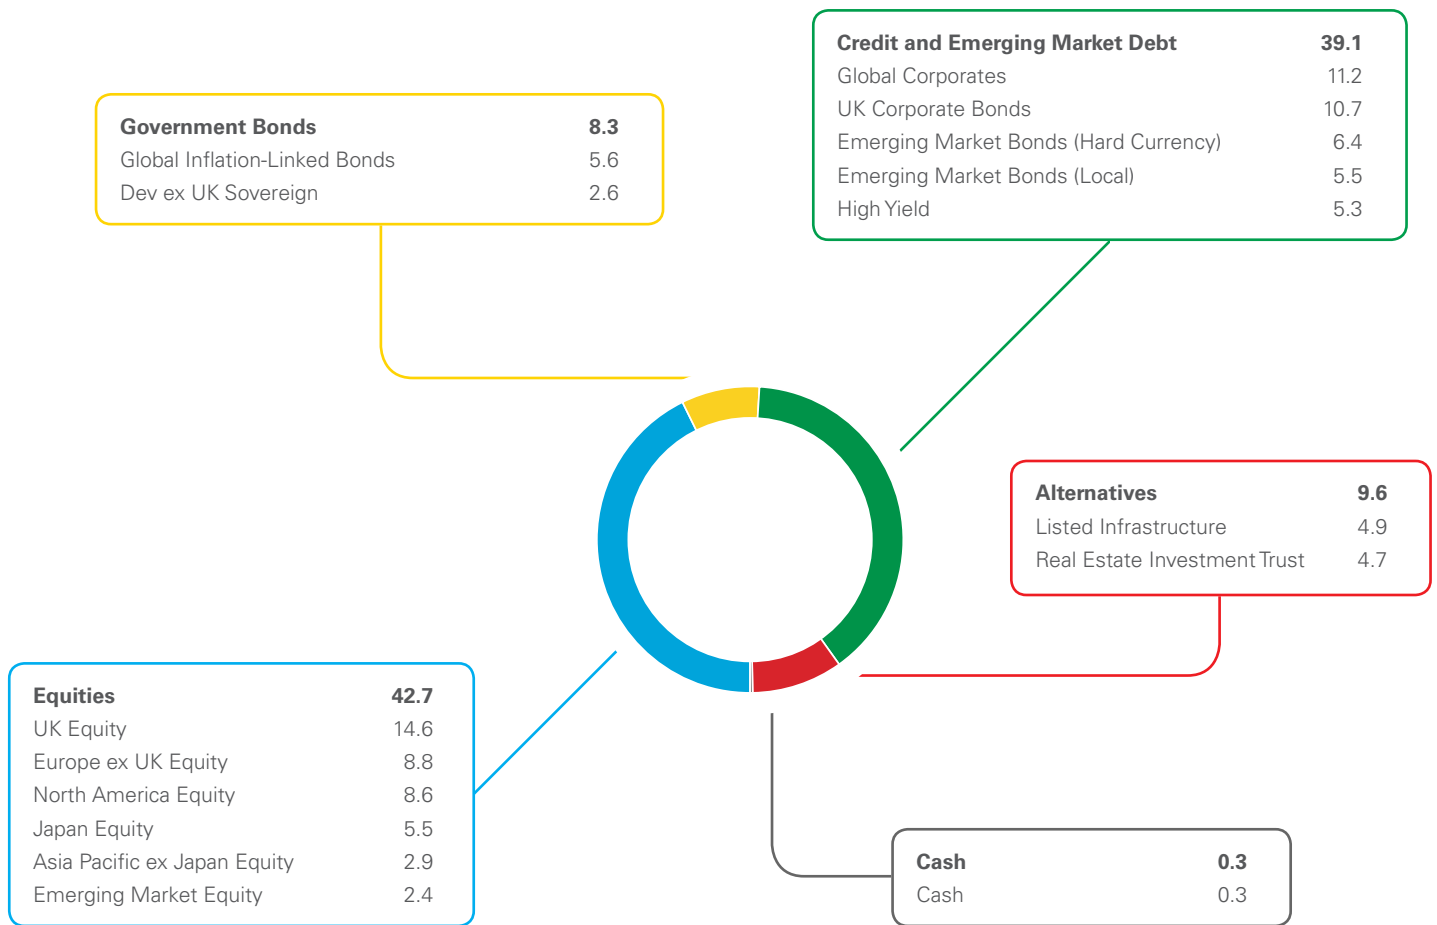 Credit and Emerging Market Debt 39.1
Global Corporates 11.2
UK Corporate Bonds 10.7
Emerging Market Bonds (Hard Currency) 6.4
Emerging Market Bonds (Local) 5.5
High Yield 5.3
Government Bonds 8.3
Global Inflation-Linked Bonds 5.6
Dev ex UK Sovereign 2.6
Alternatives 9.6
Listed Infrastructure 4.9
Real Estate Investment Trust 4.7
Equities 42.7
UK Equity 14.6
Europe ex UK Equity 8.8
North America Equity 8.6
Japan Equity 5.5
Asia Pacific ex Japan Equity 2.9
Emerging Market Equity 2.4
Cash 0.3
Cash 0.3